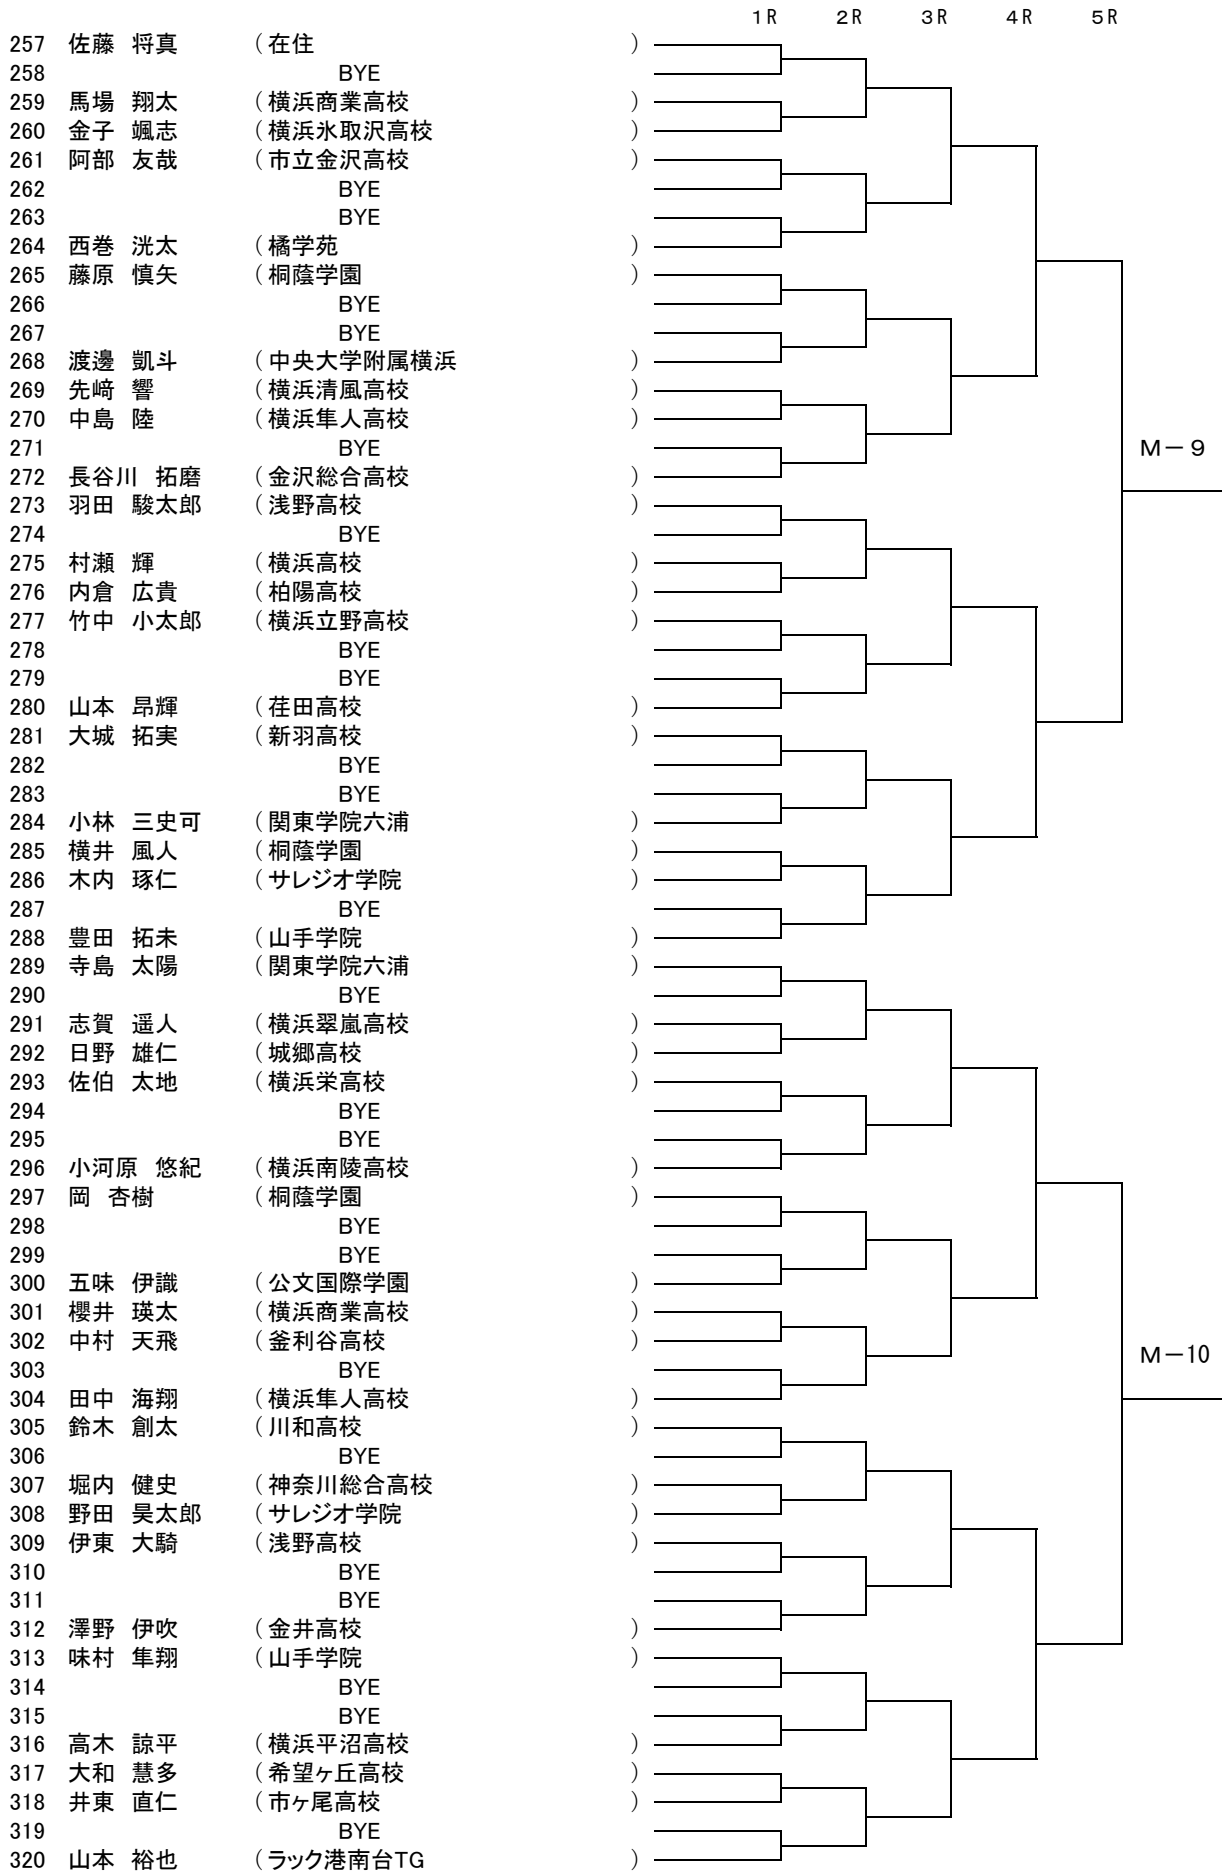 1R 2R 3R 4R 5R
257 佐藤 将真 (在住 )
258 BYE
259 馬場 翔太 (横浜商業高校 )
260 金子 颯志 (横浜氷取沢高校 )
261 阿部 友哉 (市立金沢高校 )
262 BYE
263 BYE
264 西巻 洸太 (橘学苑 )
265 藤原 慎矢 (桐蔭学園 )
266 BYE
267 BYE
268 渡邊 凱斗 (中央大学附属横浜 )
269 先﨑 響 (横浜清風高校 )
270 中島 陸 (横浜隼人高校 )
271 BYE M-9
272 長谷川 拓磨 (金沢総合高校 )
273 羽田 駿太郎 (浅野高校 )
274 BYE
275 村瀬 輝 (横浜高校 )
276 内倉 広貴 (柏陽高校 )
277 竹中 小太郎 (横浜立野高校 )
278 BYE
279 BYE
280 山本 昂輝 (荏田高校 )
281 大城 拓実 (新羽高校 )
282 BYE
283 BYE
284 小林 三史可 (関東学院六浦 )
285 横井 風人 (桐蔭学園 )
286 木内 琢仁 (サレジオ学院 )
287 BYE
288 豊田 拓未 (山手学院 )
289 寺島 太陽 (関東学院六浦 )
290 BYE
291 志賀 遥人 (横浜翠嵐高校 )
292 日野 雄仁 (城郷高校 )
293 佐伯 太地 (横浜栄高校 )
294 BYE
295 BYE
296 小河原 悠紀 (横浜南陵高校 )
297 岡 杏樹 (桐蔭学園 )
298 BYE
299 BYE
300 五味 伊識 (公文国際学園 )
301 櫻井 瑛太 (横浜商業高校 )
302 中村 天飛 (釜利谷高校 )
303 BYE M-10
304 田中 海翔 (横浜隼人高校 )
305 鈴木 創太 (川和高校 )
306 BYE
307 堀内 健史 (神奈川総合高校 )
308 野田 昊太郎 (サレジオ学院 )
309 伊東 大騎 (浅野高校 )
310 BYE
311 BYE
312 澤野 伊吹 (金井高校 )
313 味村 隼翔 (山手学院 )
314 BYE
315 BYE
316 高木 諒平 (横浜平沼高校 )
317 大和 慧多 (希望ヶ丘高校 )
318 井東 直仁 (市ヶ尾高校 )
319 BYE
320 山本 裕也 (ラック港南台TG )